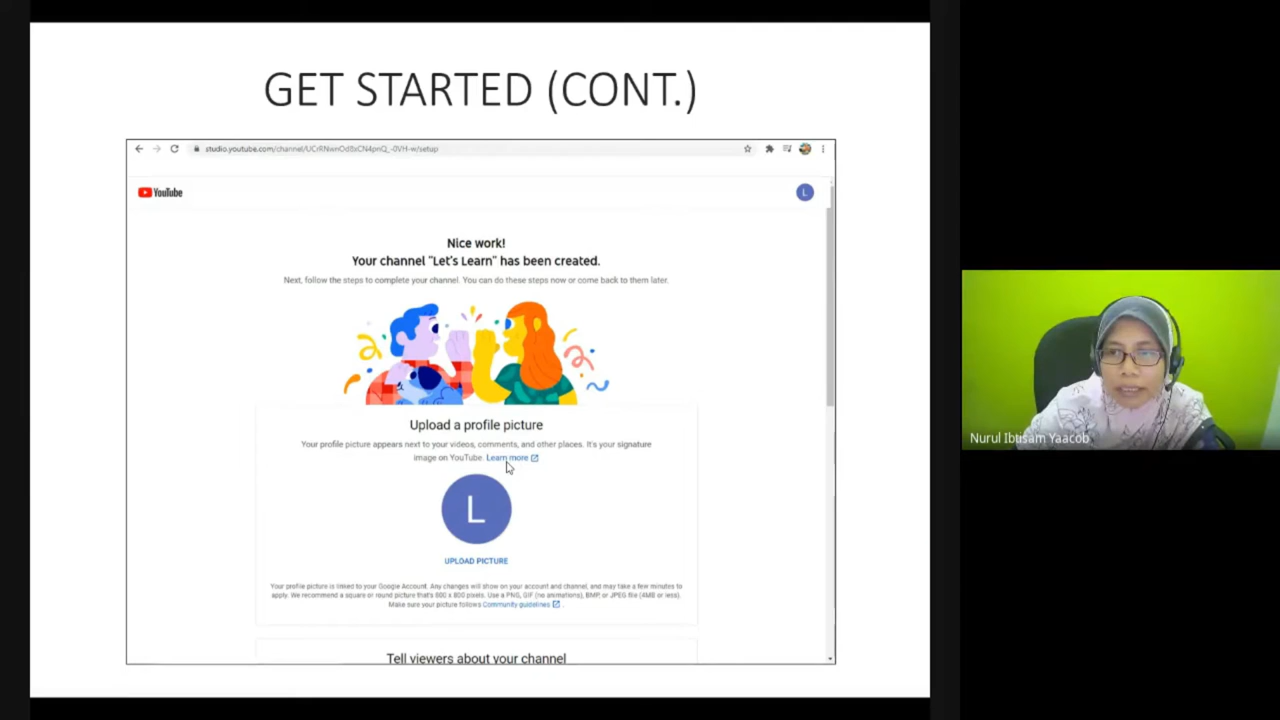 GET STARTED (CONT.)
YouTube
L
Nice work!
Your channel "Let's Learn" has been created.
Next, follow the steps to complete your channel. You can do these steps now or come back to them later.
Upload a profile picture
Your profile picture appears next to your videos, comments, and other places. It's your signature
image on YouTube. Learn more
L
UPLOAD PICTURE
Your profile picture is linked to your Google Account. Any changes will show on your account and channel, and may take a few minutes to
apply. We recommend a square or round picture that's 800 x 800 pixels. Use a PNG, GIF (no animations), BMP, or JPEG file (4MB or less).
Make sure your picture follows Community guidelines .
Tell viewers about your channel
Nurul Ibtisam Yaacob